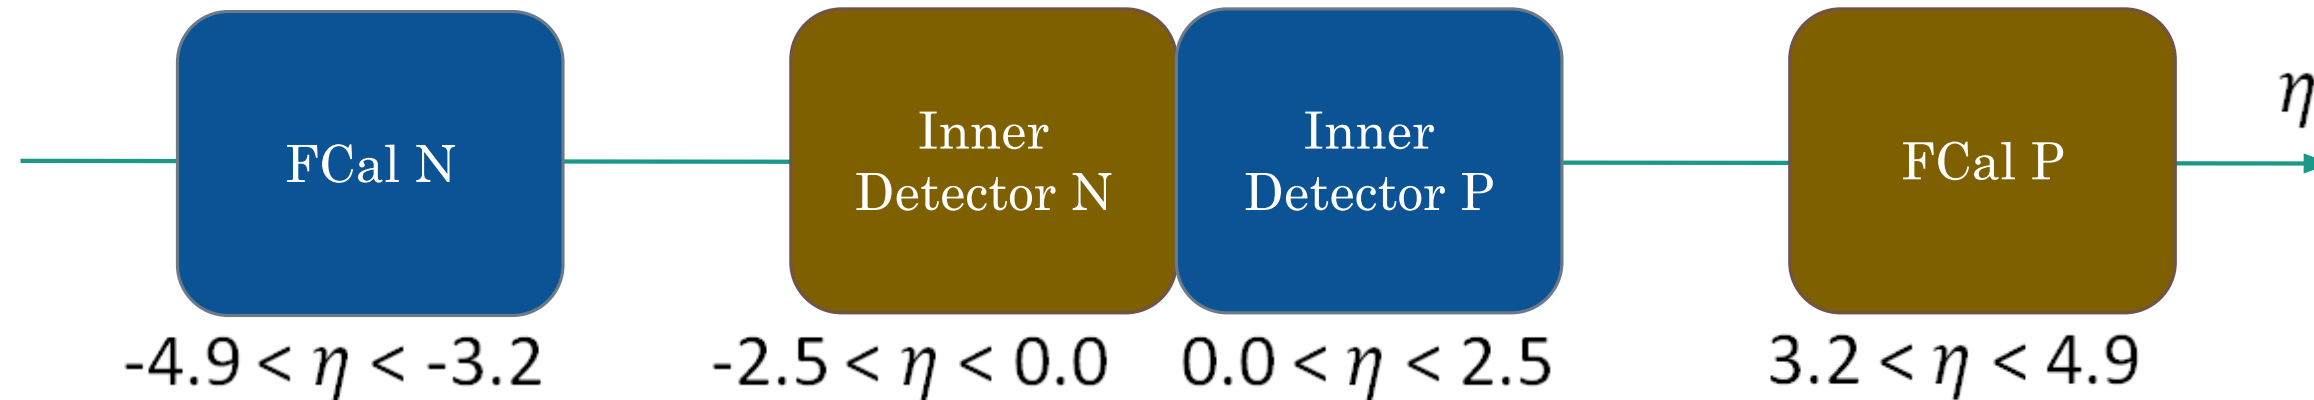 FCal N
Inner
Detector N
Inner
Detector P
FCal P
η
-4.9 < η < -3.2
-2.5 < η < 0.0
0.0 < η < 2.5
3.2 < η < 4.9